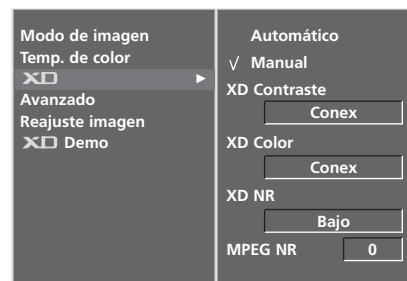 Modo de imagen
Temp. de color
XD ►
Avanzado
Reajuste imagen
XD Demo
Automático
√ Manual
XD Contraste
Conex
XD Color
Conex
XD NR
Bajo
MPEG NR 0